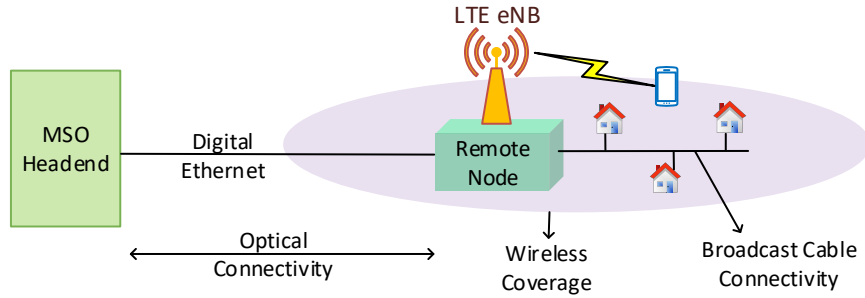 LTE eNB
MSO
Headend
Digital
Ethernet
Remote
Node
Optical
Connectivity
Wireless
Coverage
Broadcast Cable
Connectivity